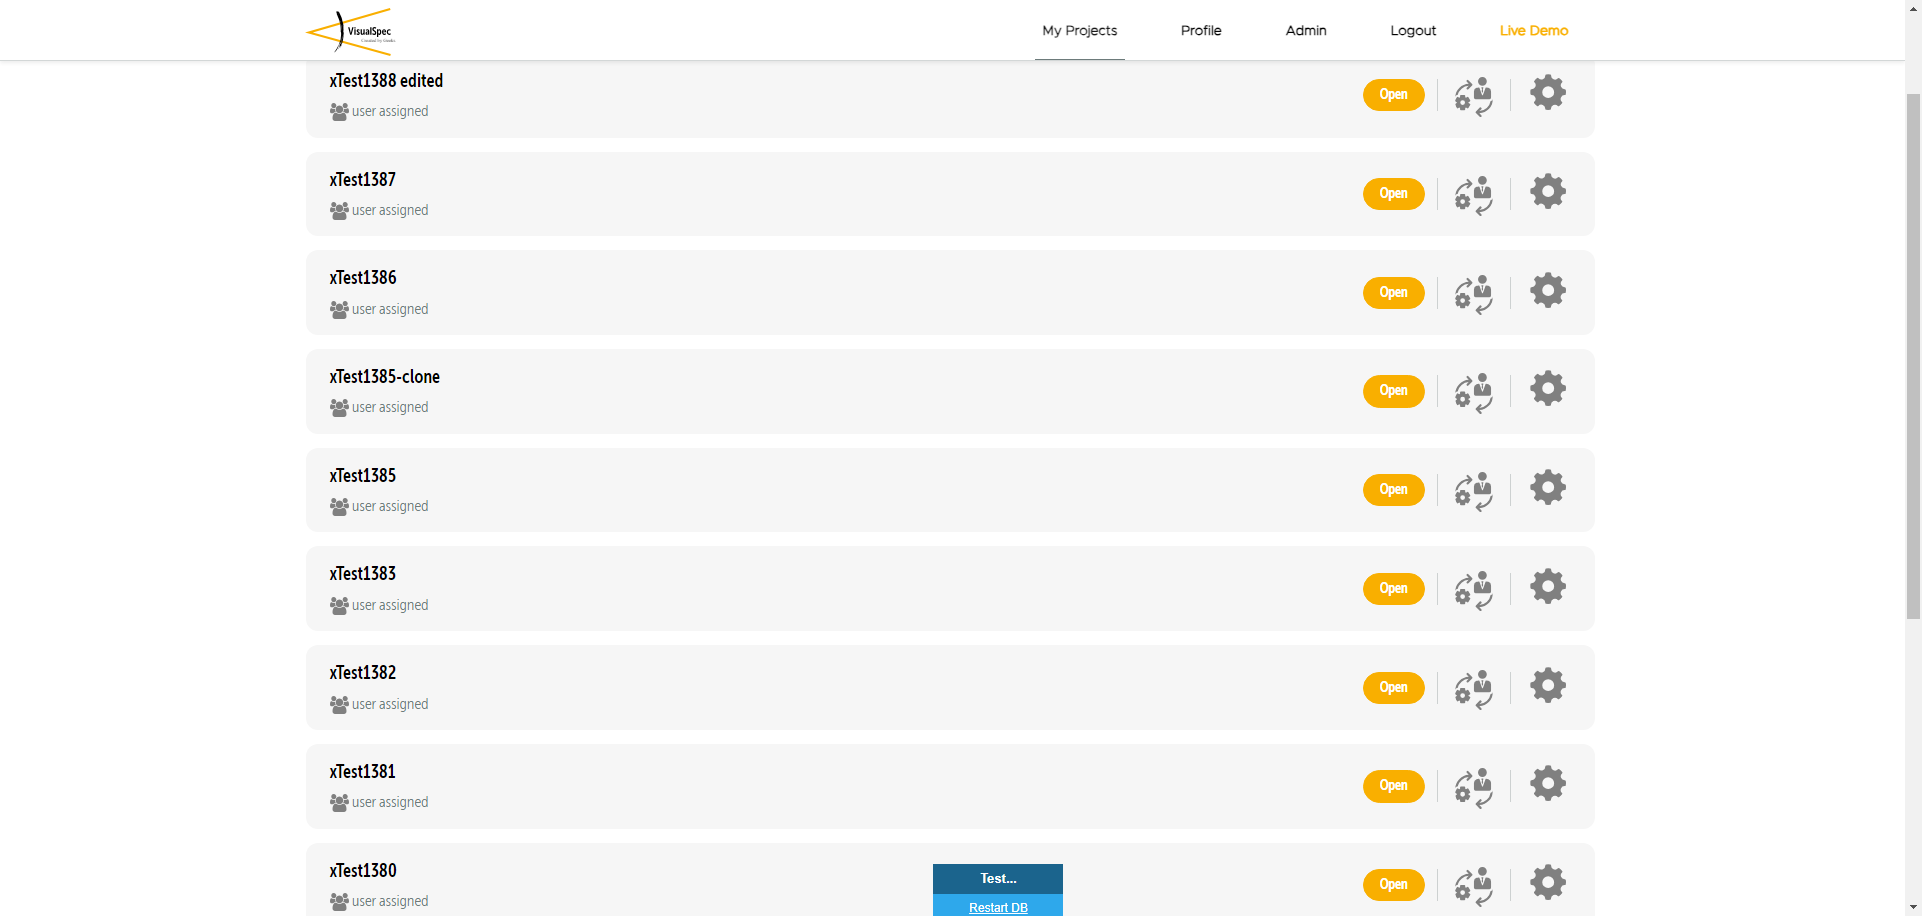 VisualSpec
My Projects Profile Admin Logout Live Demo
xTest1388 edited
user assigned
Open
xTest1387
user assigned
Open
xTest1386
user assigned
Open
xTest1385-clone
user assigned
Open
xTest1385
user assigned
Open
xTest1383
user assigned
Open
xTest1382
user assigned
Open
xTest1381
user assigned
Open
xTest1380
user assigned
Open
Test...
Restart DB